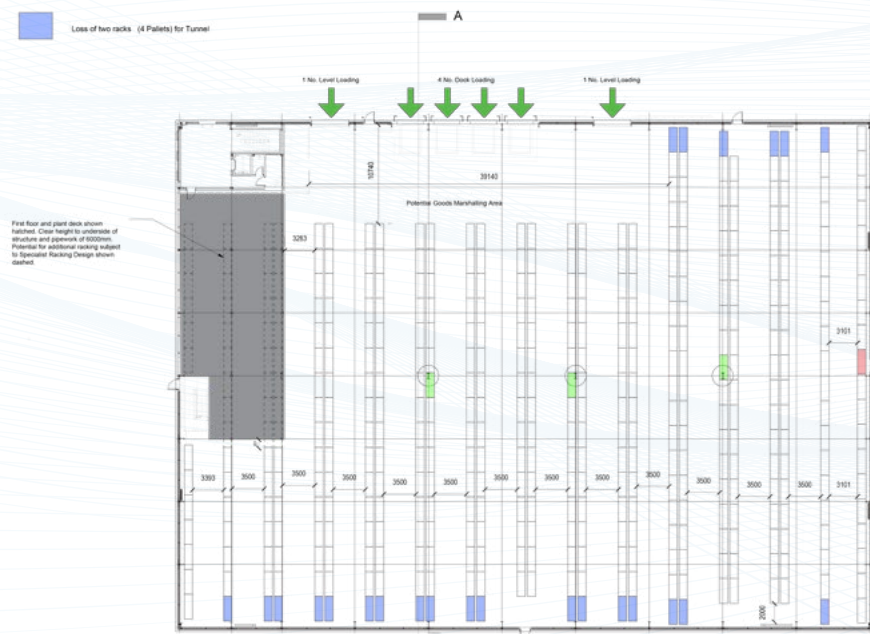 A
Loss of two racks (4 Pallets) for Tunnel
1 No. Level Loading
4 No. Dock Loading
1 No. Level Loading
10743
39140
Potential Goods Marshalling Area
First floor and plant deck shown
hatched. Clear height to underside of
structure and pipework of 6000mm.
Potential for additional racking subject
to Specialist Racking Design shown
dashed.
3263
3101
3393
3500
3500
3500
3500
3500
3500
3500
3500
3500
3500
3500
3101
2000